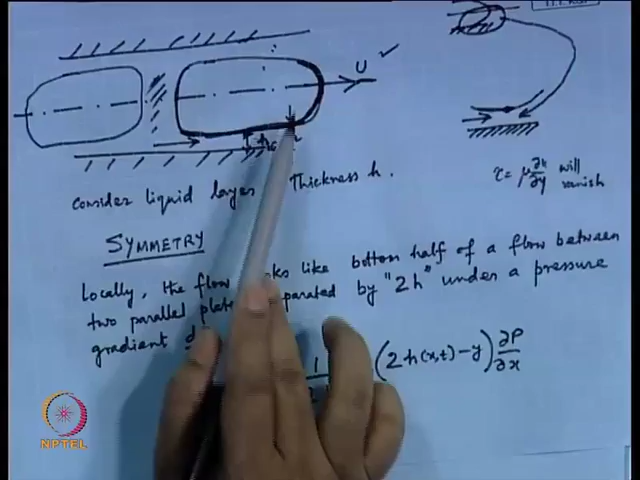 U ✓
h
τ = μ ∂u/∂y will vanish
Consider liquid layer Thickness h.
SYMMETRY
Locally, the flow looks like bottom half of a flow between
two parallel plates separated by "2h" under a pressure
gradient
1 (2h(x,t) - y) ∂P/∂x
NPTEL